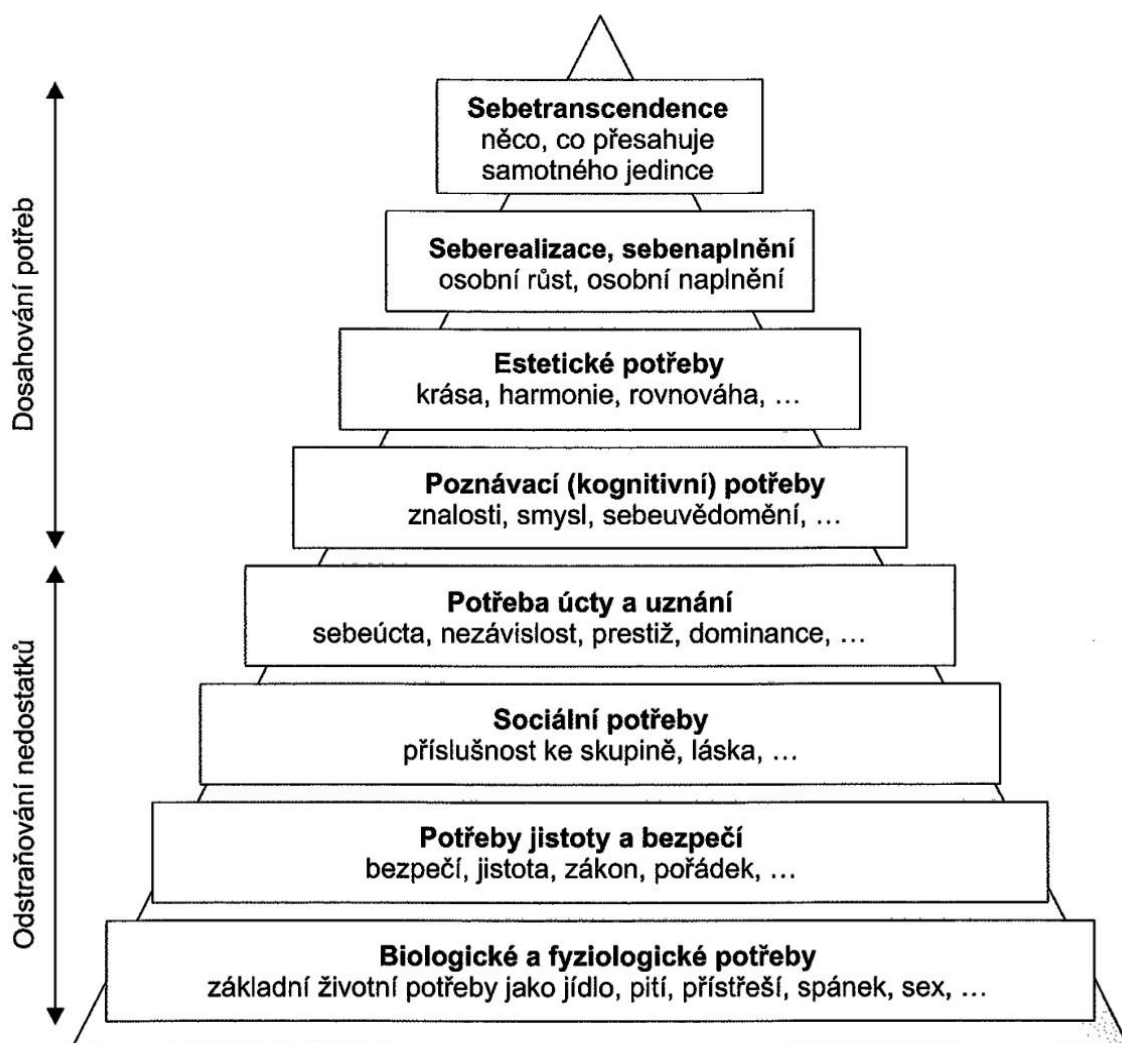 Sebetranscendence
něco, co přesahuje
samotného jedince
Seberealizace, sebenaplnění
osobní růst, osobní naplnění
Estetické potřeby
krása, harmonie, rovnováha, …
Poznávací (kognitivní) potřeby
znalosti, smysl, sebeuvědomění, …
Potřeba úcty a uznání
sebeúcta, nezávislost, prestiž, dominance, …
Sociální potřeby
příslušnost ke skupině, láska, …
Potřeby jistoty a bezpečí
bezpečí, jistota, zákon, pořádek, …
Biologické a fyziologické potřeby
základní životní potřeby jako jídlo, pití, přístřeší, spánek, sex, …
Dosahování potřeb
Odstraňování nedostatků